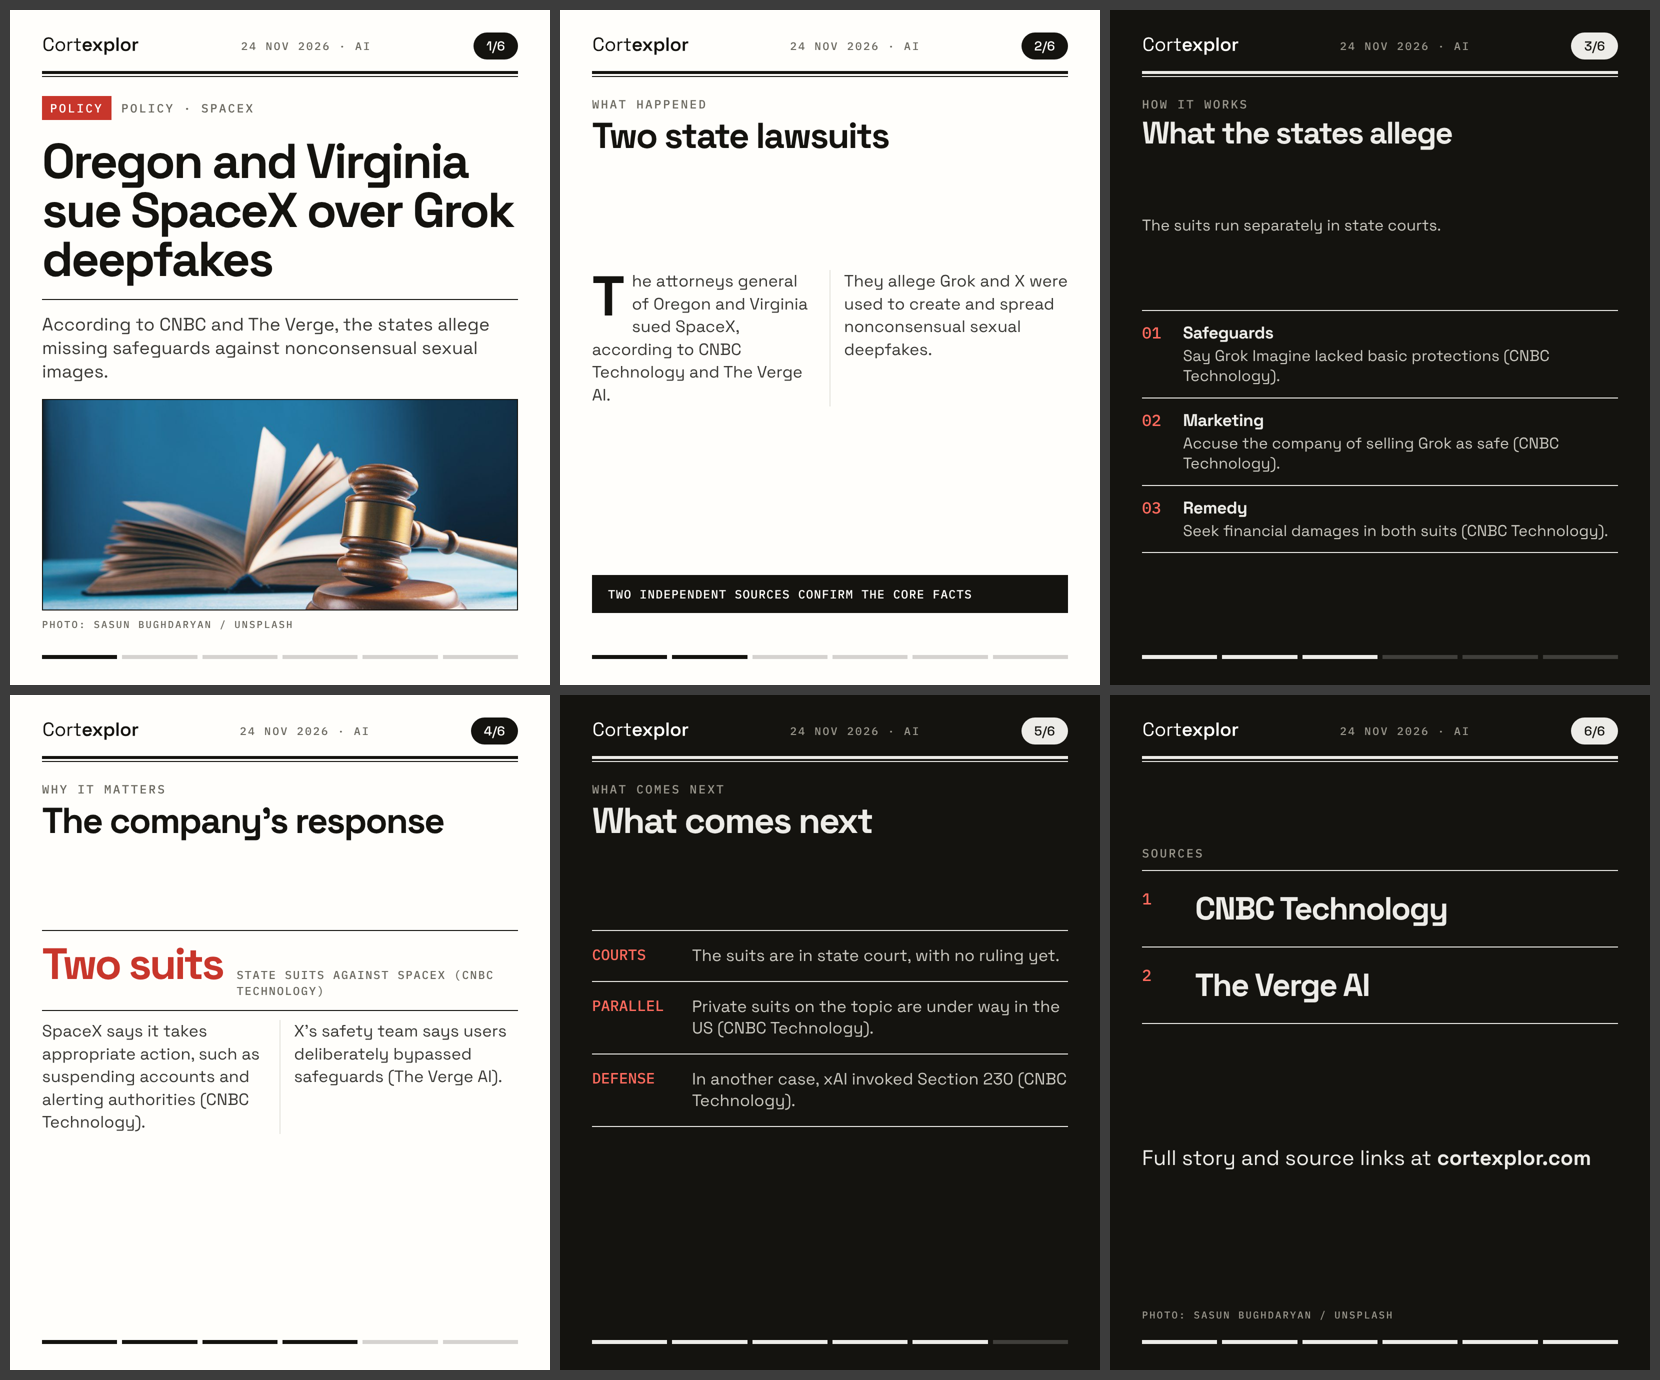 Cortexplor
24 NOV 2026 · AI
1/6
POLICY
POLICY · SPACEX
Oregon and Virginia
sue SpaceX over Grok
deepfakes
According to CNBC and The Verge, the states allege
missing safeguards against nonconsensual sexual
images.
PHOTO: SASUN BUGHDARYAN / UNSPLASH
Cortexplor
24 NOV 2026 · AI
2/6
WHAT HAPPENED
Two state lawsuits
The attorneys general
of Oregon and Virginia
sued SpaceX,
according to CNBC
Technology and The Verge
AI.
They allege Grok and X were
used to create and spread
nonconsensual sexual
deepfakes.
TWO INDEPENDENT SOURCES CONFIRM THE CORE FACTS
Cortexplor
24 NOV 2026 · AI
3/6
HOW IT WORKS
What the states allege
The suits run separately in state courts.
01 Safeguards
Say Grok Imagine lacked basic protections (CNBC
Technology).
02 Marketing
Accuse the company of selling Grok as safe (CNBC
Technology).
03 Remedy
Seek financial damages in both suits (CNBC Technology).
Cortexplor
24 NOV 2026 · AI
4/6
WHY IT MATTERS
The company’s response
Two suits
STATE SUITS AGAINST SPACEX (CNBC
TECHNOLOGY)
SpaceX says it takes
appropriate action, such as
suspending accounts and
alerting authorities (CNBC
Technology).
X’s safety team says users
deliberately bypassed
safeguards (The Verge AI).
Cortexplor
24 NOV 2026 · AI
5/6
WHAT COMES NEXT
What comes next
COURTS
The suits are in state court, with no ruling yet.
PARALLEL
Private suits on the topic are under way in the
US (CNBC Technology).
DEFENSE
In another case, xAI invoked Section 230 (CNBC
Technology).
Cortexplor
24 NOV 2026 · AI
6/6
SOURCES
1 CNBC Technology
2 The Verge AI
Full story and source links at cortexplor.com
PHOTO: SASUN BUGHDARYAN / UNSPLASH